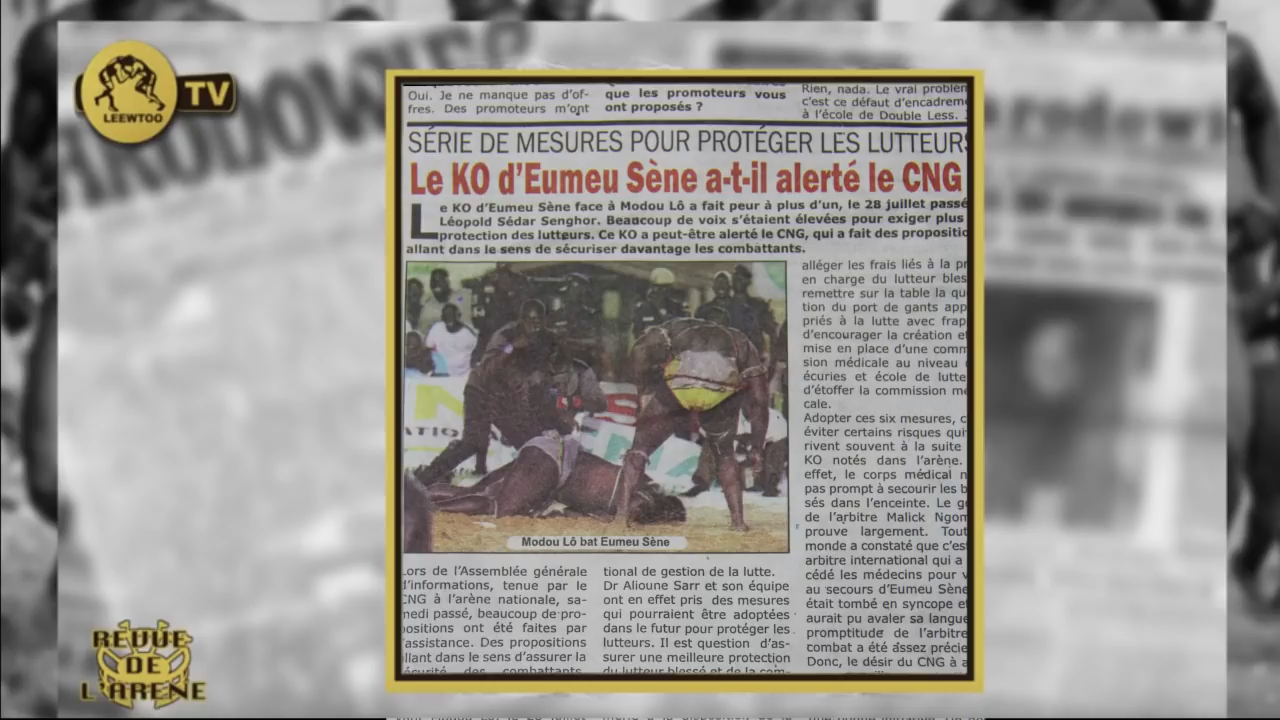 LEEWTOO
TV
Oui. Je ne manque pas d'of-
fres. Des promoteurs m'ont
que les promoteurs vous
ont proposés ?
Rien, nada. Le vrai problèm
c'est ce défaut d'encadreme
à l'école de Double Less.
SÉRIE DE MESURES POUR PROTÉGER LES LUTTEURS
Le KO d'Eumeu Sène a-t-il alerté le CNG
Le KO d'Eumeu Sène face à Modou Lô a fait peur à plus d'un, le 28 juillet passé
Léopold Sédar Senghor. Beaucoup de voix s'étaient élevées pour exiger plus
protection des lutteurs. Ce KO a peut-être alerté le CNG, qui a fait des propositio
allant dans le sens de sécuriser davantage les combattants.
Modou Lô bat Eumeu Sène
Lors de l'Assemblée générale
d'informations, tenue par le
CNG à l'arène nationale, sa-
medi passé, beaucoup de pro-
positions ont été faites par
l'assistance. Des propositions
allant dans le sens d'assurer la
sécurité des combattants.
tional de gestion de la lutte.
Dr Alioune Sarr et son équipe
ont en effet pris des mesures
qui pourraient être adoptées
dans le futur pour protéger les
lutteurs. Il est question d'as-
surer une meilleure protection
du lutteur blessé et de la com-
alléger les frais liés à la pr
en charge du lutteur bles
remettre sur la table la que
tion du port de gants app
priés à la lutte avec frap
d'encourager la création et
mise en place d'une comm
sion médicale au niveau
écuries et école de lutte
d'étoffer la commission mé
cale.
Adopter ces six mesures, c
éviter certains risques qui
rivent souvent à la suite
KO notés dans l'arène.
effet, le corps médical n
pas prompt à secourir les b
sés dans l'enceinte. Le ge
de l'arbitre Malick Ngom
prouve largement. Tout
monde a constaté que c'est
arbitre international qui a
cédé les médecins pour v
au secours d'Eumeu Sène
était tombé en syncope et
aurait pu avaler sa langue
promptitude de l'arbitre
combat a été assez précie
Donc, le désir du CNG à a
REVUE
DE
L'ARENE